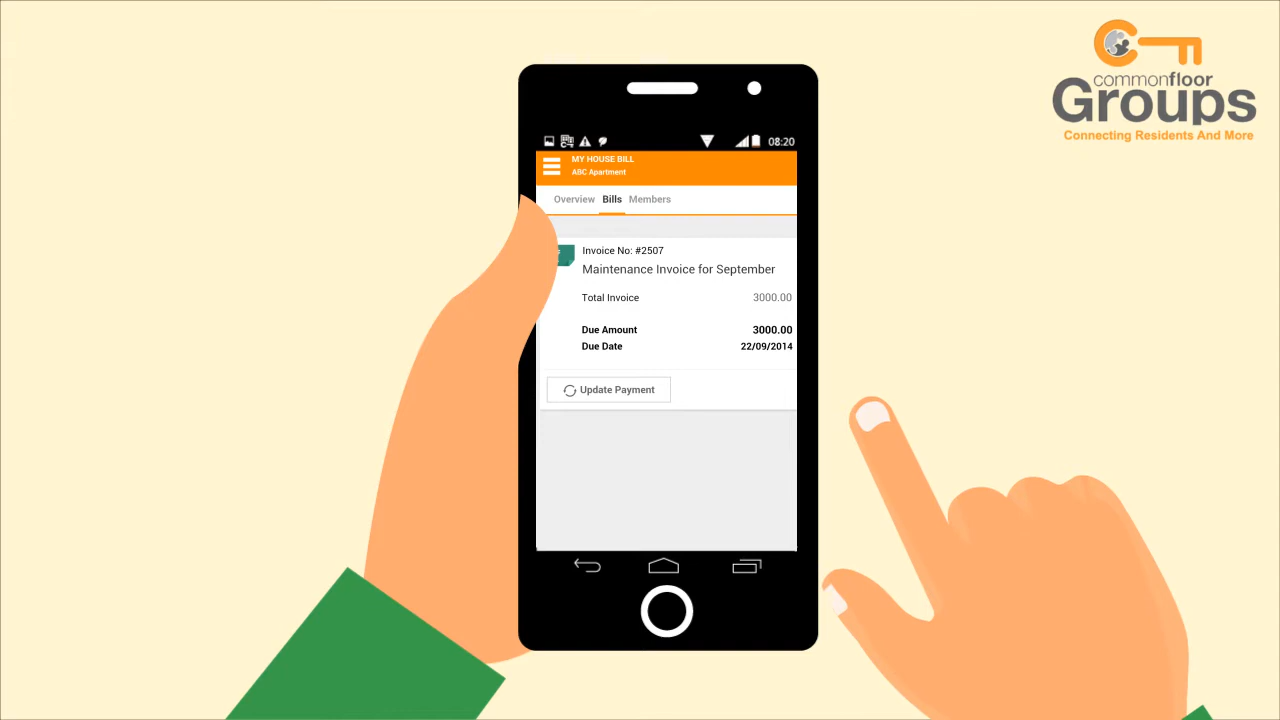 commonfloor
Groups
Connecting Residents And More
08:20
MY HOUSE BILL
ABC Apartment
Overview Bills Members
Invoice No: #2507
Maintenance Invoice for September
Total Invoice 3000.00
Due Amount 3000.00
Due Date 22/09/2014
Update Payment